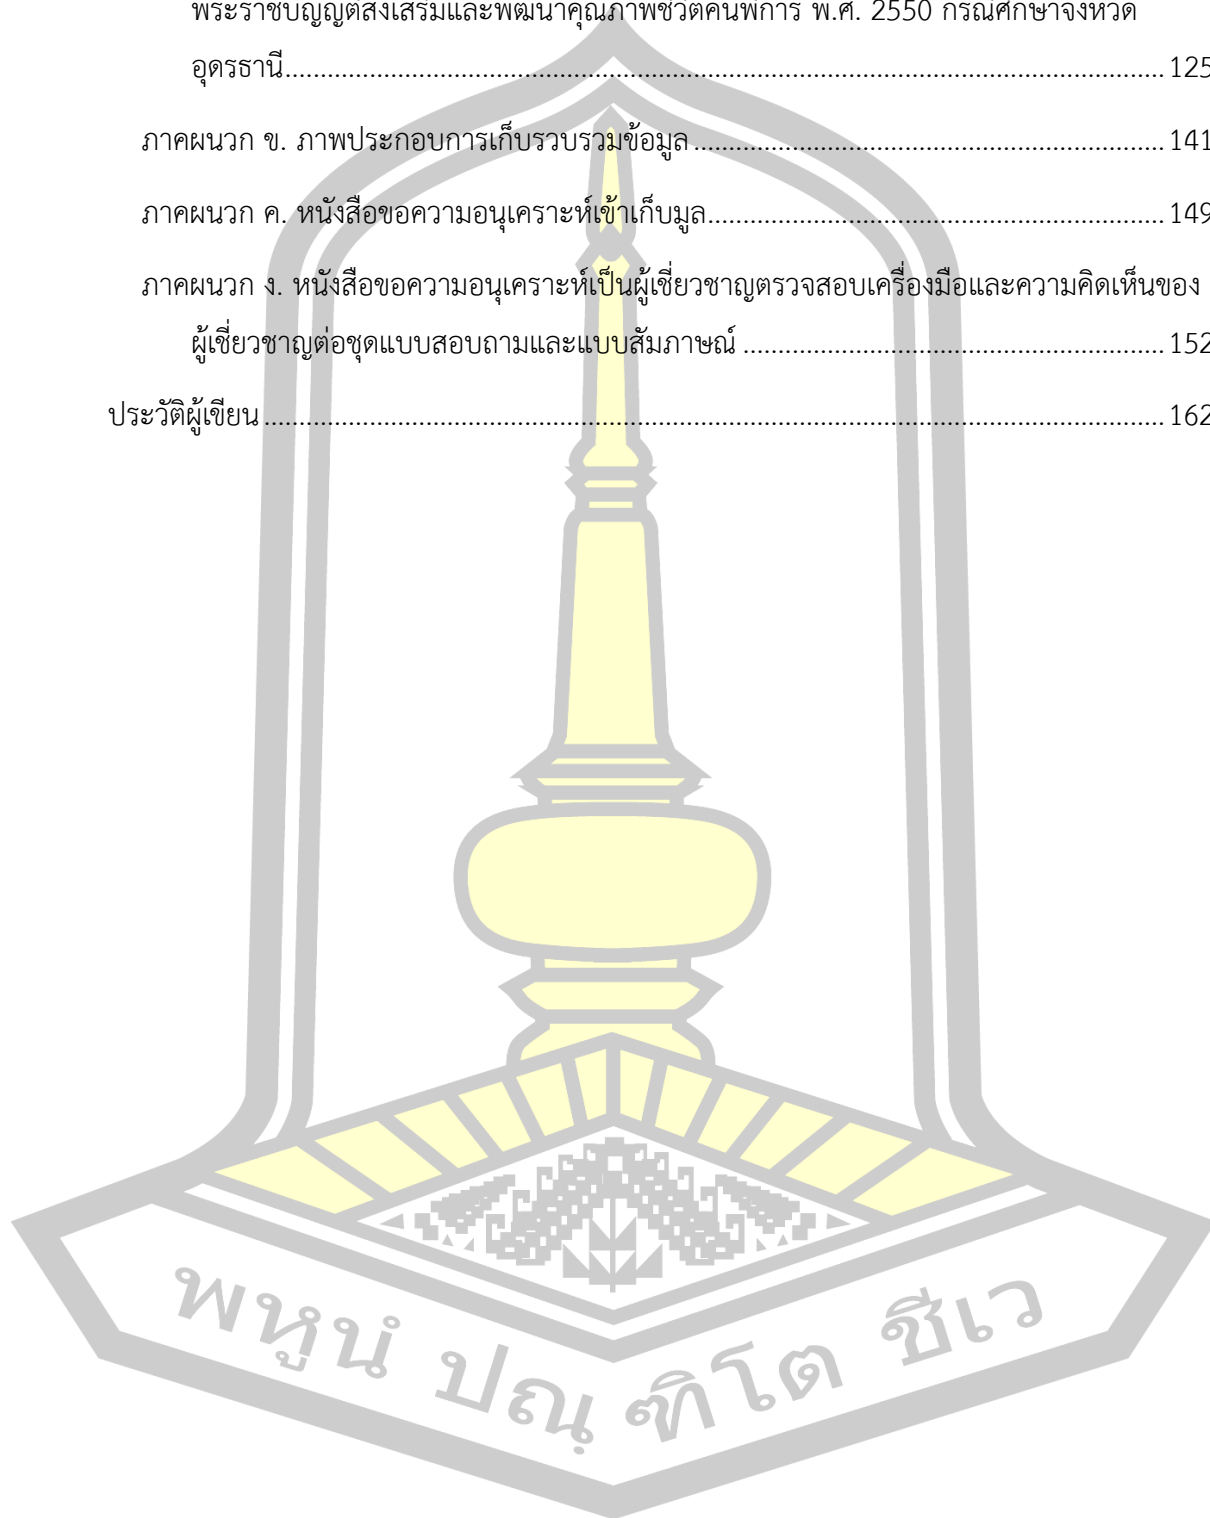 พระราชบัญญัติส่งเสริมและพัฒนาคุณภาพชีวิตคนพิการ พ.ศ. 2550 กรณีศึกษาจังหวัด
อุดรธานี 125
ภาคผนวก ข. ภาพประกอบการเก็บรวบรวมข้อมูล 141
ภาคผนวก ค. หนังสือขอความอนุเคราะห์เข้าเก็บมูล 149
ภาคผนวก ง. หนังสือขอความอนุเคราะห์เป็นผู้เชี่ยวชาญตรวจสอบเครื่องมือและความคิดเห็นของ
ผู้เชี่ยวชาญต่อชุดแบบสอบถามและแบบสัมภาษณ์ 152
ประวัติผู้เขียน 162
พหูนํ ปณฺฑิโต ชีเว